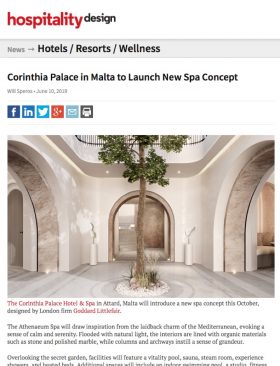 hospitalitydesign
News → Hotels / Resorts / Wellness
Corinthia Palace in Malta to Launch New Spa Concept
Will Speros • June 10, 2019
The Corinthia Palace Hotel & Spa in Attard, Malta will introduce a new spa concept this October,
designed by London firm Goddard Littlefair.
The Athenaeum Spa will draw inspiration from the laidback charm of the Mediterranean, evoking a
sense of calm and serenity. Flooded with natural light, the interiors are lined with organic materials
such as stone and polished marble, while columns and archways instill a sense of grandeur.
Overlooking the secret garden, facilities will feature a vitality pool, sauna, steam room, experience
showers, and heated beds. Additional spaces will include an indoor swimming pool, a studio, fitness